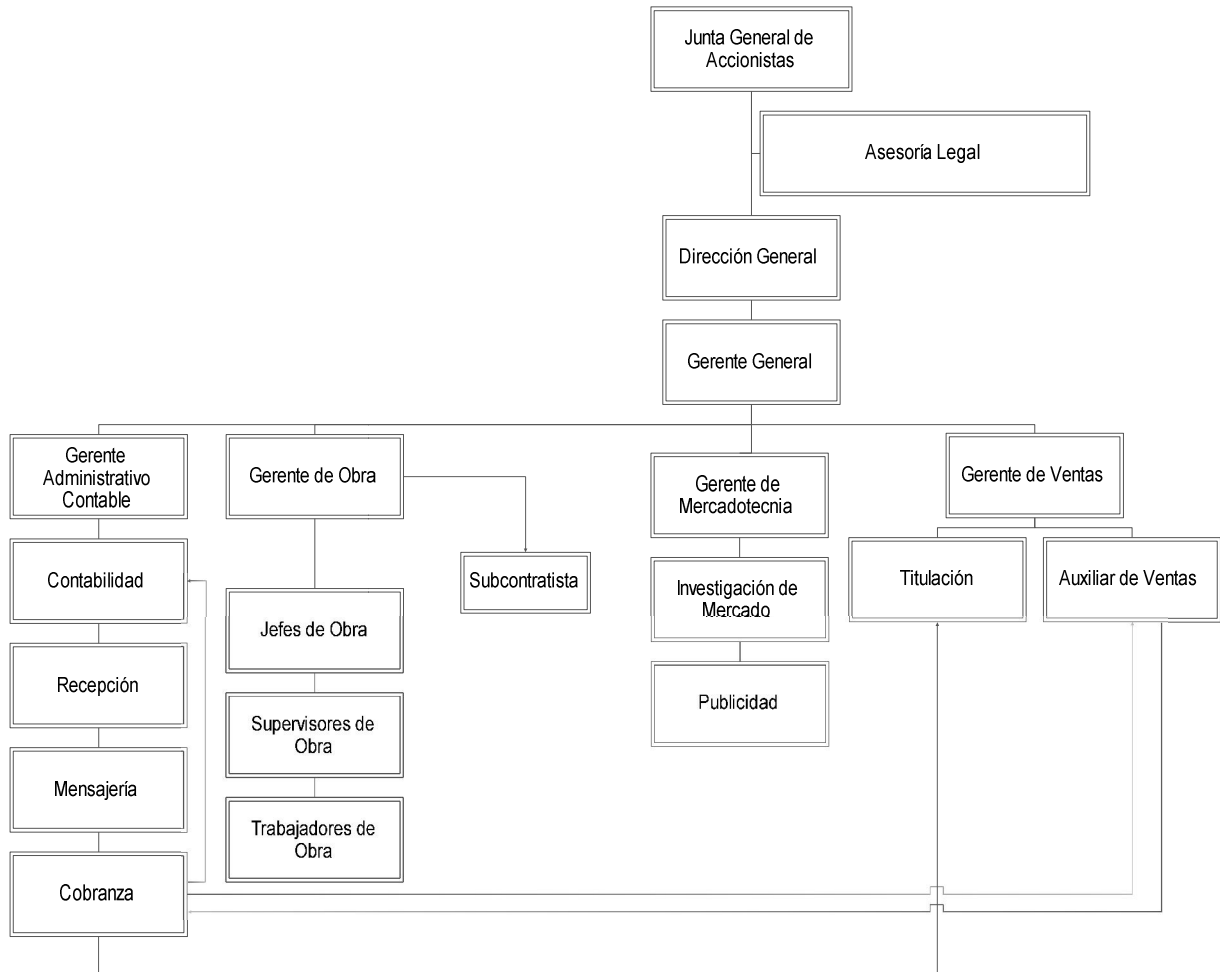 Junta General de
Accionistas
Asesoría Legal
Dirección General
Gerente General
Gerente
Administrativo
Contable
Gerente de Obra
Gerente de
Mercadotecnia
Gerente de Ventas
Contabilidad
Subcontratista
Investigación de
Mercado
Titulación
Auxiliar de Ventas
Jefes de Obra
Recepción
Publicidad
Supervisores de
Obra
Mensajería
Trabajadores de
Obra
Cobranza